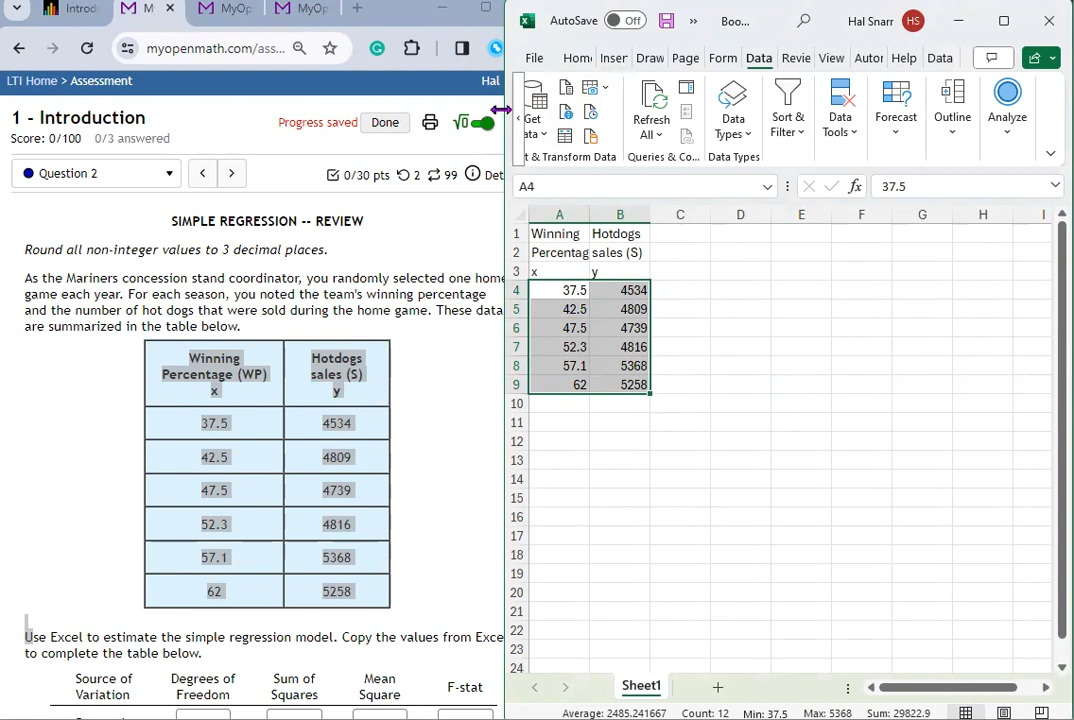 Introd
M
MyOp
MyOp
myopenmath.com/ass...
LTI Home > Assessment
Hal
1 - Introduction
Score: 0/100 0/3 answered
Progress saved
Done
√0
Question 2
0/30 pts 2 99 Det
SIMPLE REGRESSION -- REVIEW
Round all non-integer values to 3 decimal places.
As the Mariners concession stand coordinator, you randomly selected one home
game each year. For each season, you noted the team's winning percentage
and the number of hot dogs that were sold during the home game. These data
are summarized in the table below.
Winning Percentage (WP) x Hotdogs sales (S) y
37.5 4534
42.5 4809
47.5 4739
52.3 4816
57.1 5368
62 5258
Use Excel to estimate the simple regression model. Copy the values from Exce
to complete the table below.
Source of Variation Degrees of Freedom Sum of Squares Mean Square F-stat
AutoSave Off » Boo... Hal Snarr HS
File Hom Inser Draw Page Form Data Revie View Autor Help Data
Get
ata
Refresh All
Data Types
Sort & Filter
Data Tools
Forecast
Outline
Analyze
t & Transform Data Queries & Co... Data Types
A4 fx 37.5
A B C D E F G H I
1 Winning Hotdogs
2 Percentag sales (S)
3 x y
4 37.5 4534
5 42.5 4809
6 47.5 4739
7 52.3 4816
8 57.1 5368
9 62 5258
10
11
12
13
14
15
16
17
18
19
20
21
22
23
24
Sheet1
Average: 2485.241667 Count: 12 Min: 37.5 Max: 5368 Sum: 29822.9